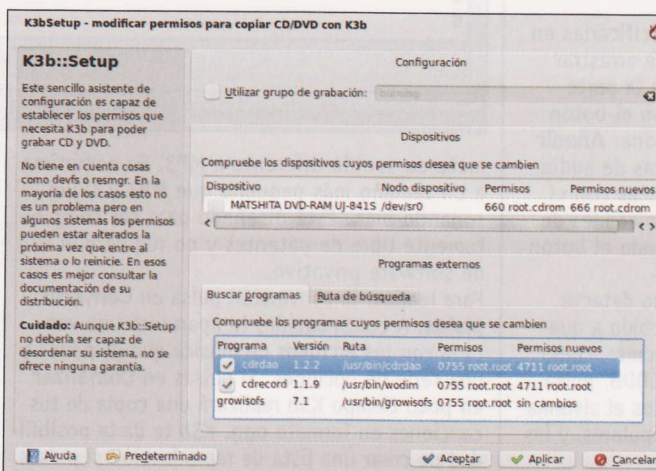 K3bSetup - modificar permisos para copiar CD/DVD con K3b
K3b::Setup
Este sencillo asistente de
configuración es capaz de
establecer los permisos que
necesita K3b para poder
grabar CD y DVD.
No tiene en cuenta cosas
como devfs o resmgr. En la
mayoría de los casos esto no
es un problema pero en
algunos sistemas los permisos
pueden estar alterados la
próxima vez que entre al
sistema o lo reinicie. En esos
casos es mejor consultar la
documentación de su
distribución.
Cuidado: Aunque K3b::Setup
no debería ser capaz de
desordenar su sistema, no se
ofrece ninguna garantía.
Configuración
Utilizar grupo de grabación: burning
Dispositivos
Compruebe los dispositivos cuyos permisos desea que se cambien
Dispositivo Nodo dispositivo Permisos Permisos nuevos
MATSHITA DVD-RAM UJ-841S /dev/sr0 660 root.cdrom 666 root.cdrom
Programas externos
Buscar programas Ruta de búsqueda
Compruebe los programas cuyos permisos desea que se cambien
Programa Versión Ruta Permisos Permisos nuevos
cdrdao 1.2.2 /usr/bin/cdrdao 0755 root.root 4711 root.root
cdrecord 1.1.9 /usr/bin/wodim 0755 root.root 4711 root.root
growisofs 7.1 /usr/bin/growisofs 0755 root.root sin cambios
Ayuda Predeterminado Aceptar Aplicar Cancelar